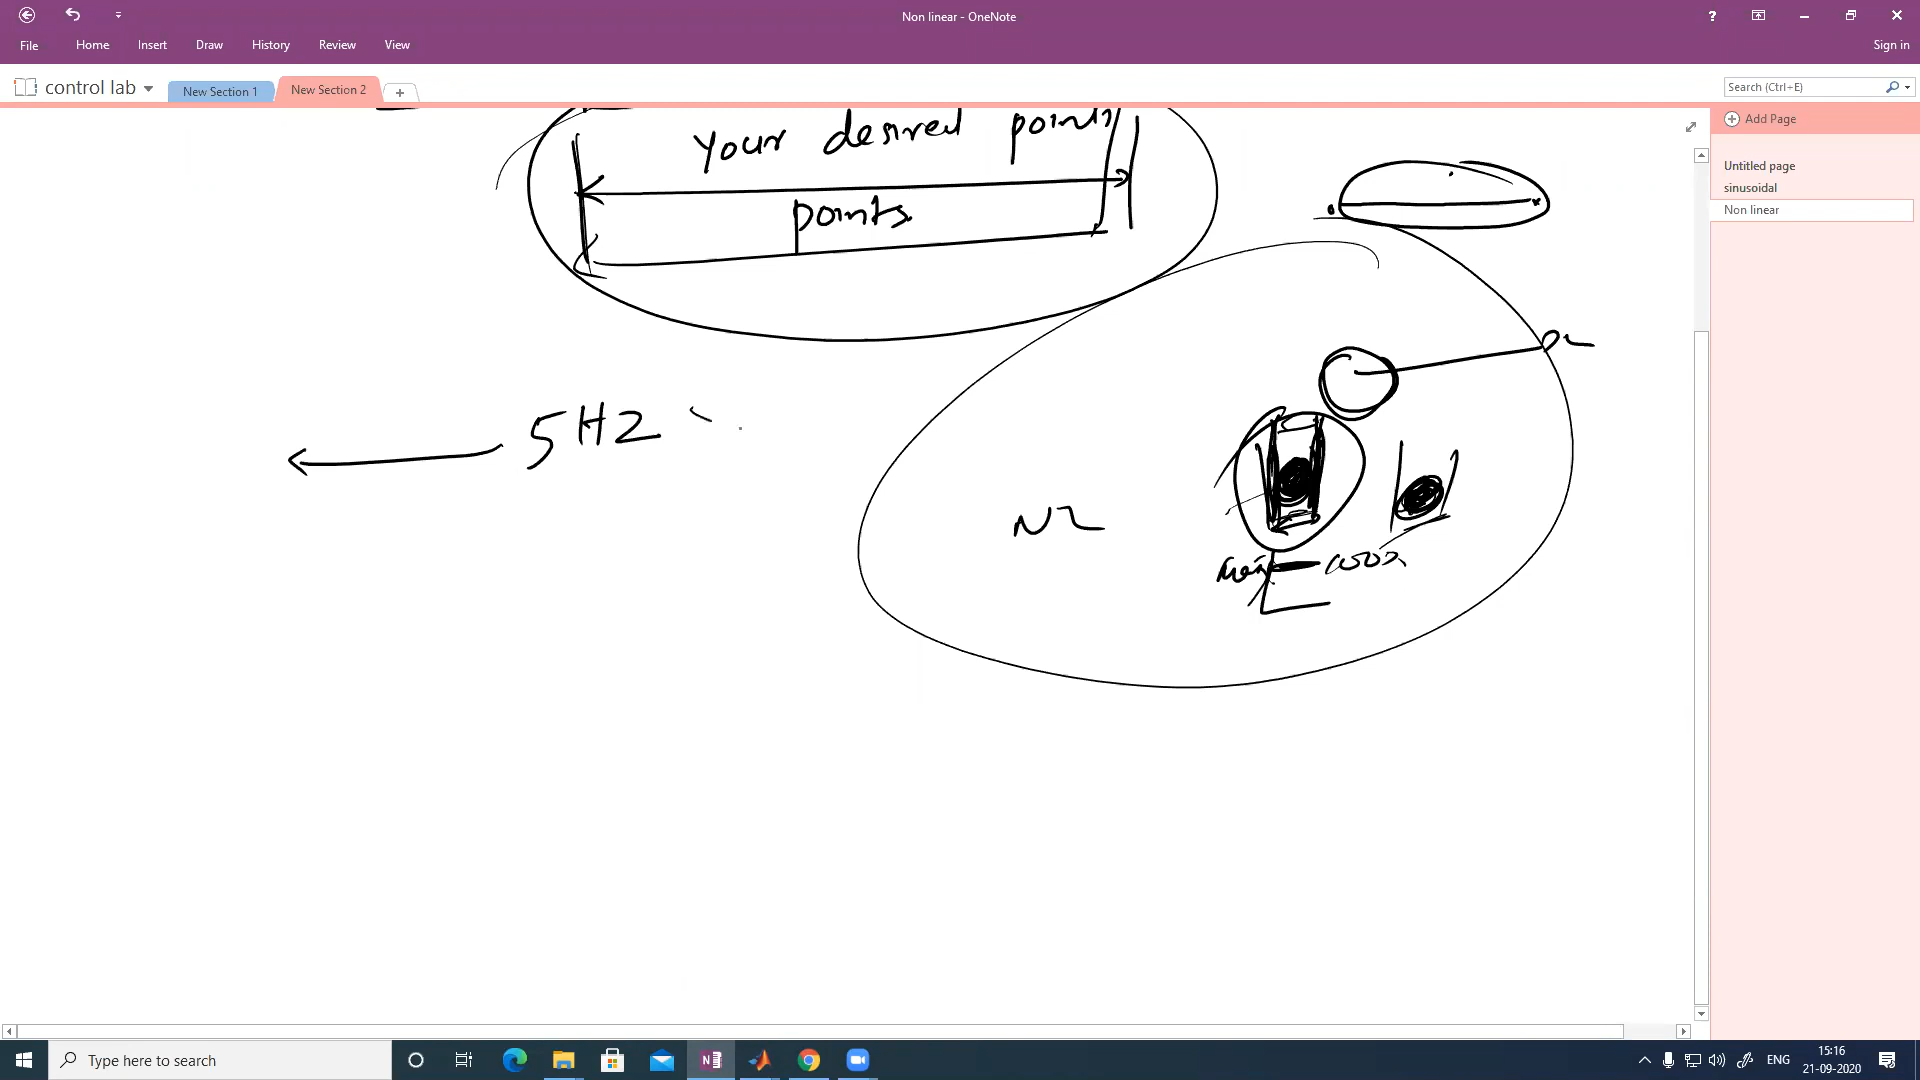 Non linear - OneNote
File
Home
Insert
Draw
History
Review
View
Sign in
control lab
New Section 1
New Section 2
Search (Ctrl+E)
Add Page
Untitled page
sinusoidal
Non linear
your desired points
points
5HZ
Type here to search
ENG
15:16
21-09-2020